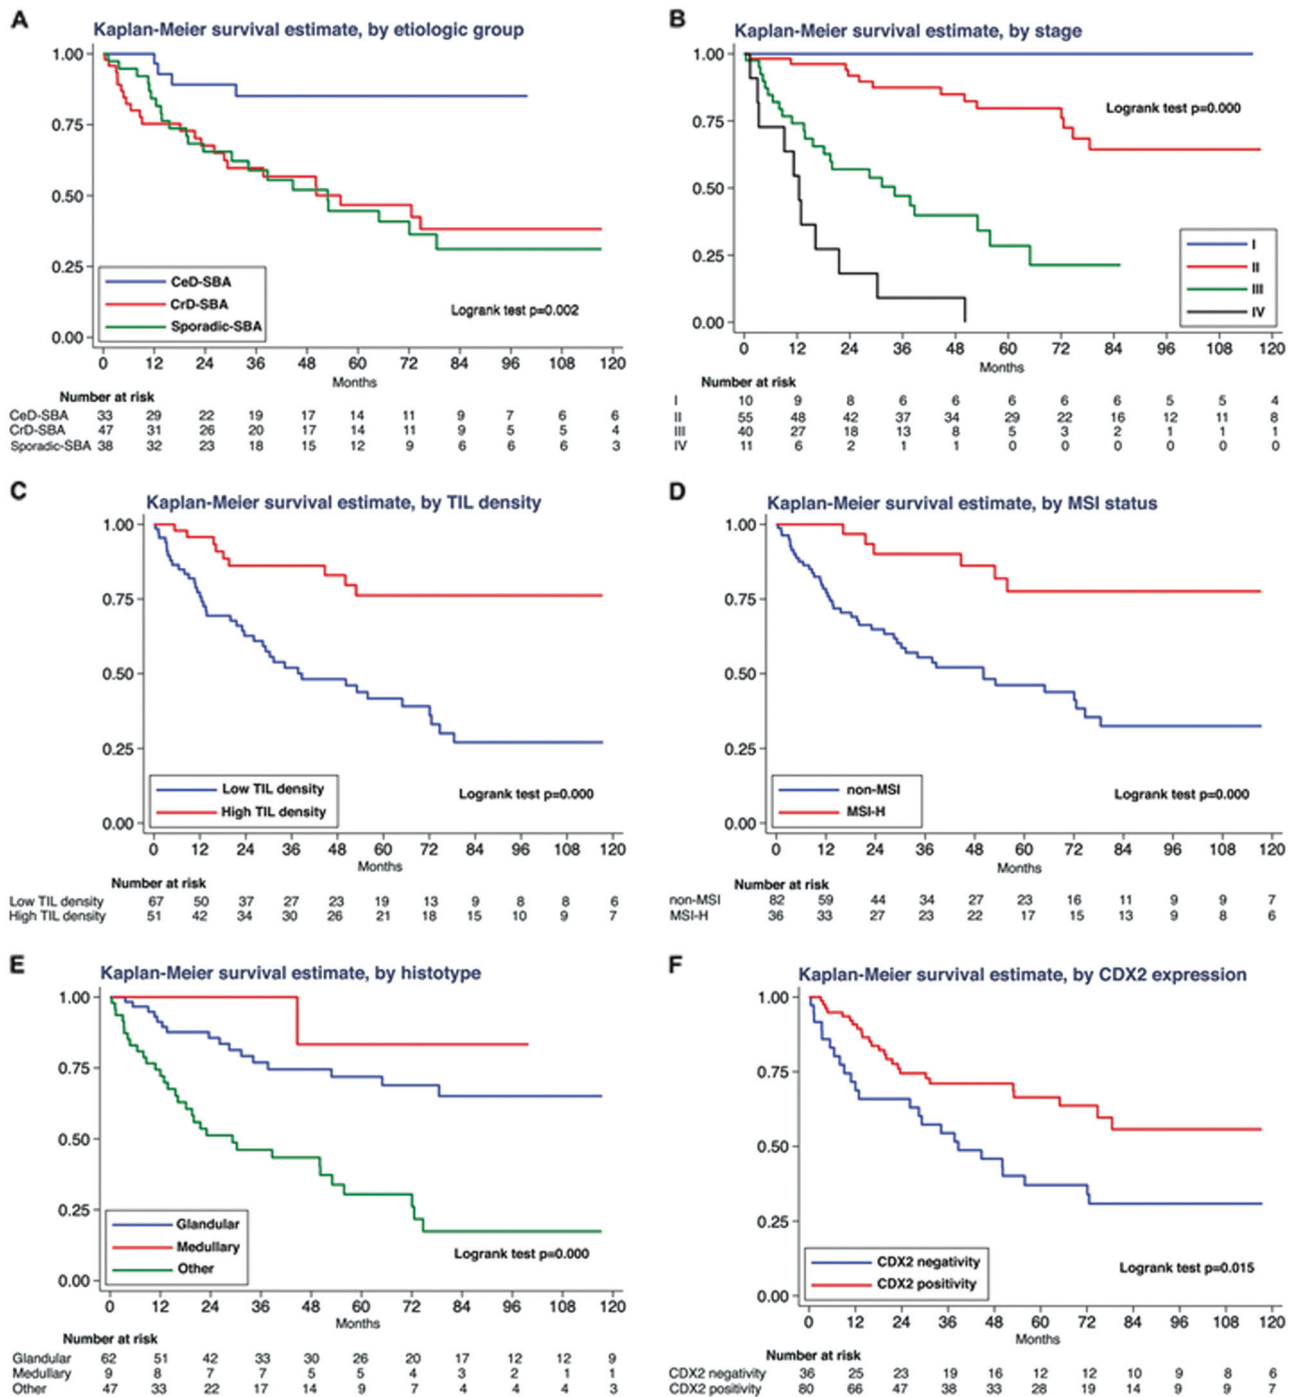 A
Kaplan-Meier survival estimate, by etiologic group
1.00
0.75
0.50
0.25
0.00
CeD-SBA
CrD-SBA
Sporadic-SBA
Logrank test p=0.002
0 12 24 36 48 60 72 84 96 108 120
Months
Number at risk
CeD-SBA 33 29 22 19 17 14 11 9 7 6 6
CrD-SBA 47 31 26 20 17 14 11 9 5 5 4
Sporadic-SBA 38 32 23 18 15 12 9 6 6 6 3
B
Kaplan-Meier survival estimate, by stage
1.00
0.75
0.50
0.25
0.00
Logrank test p=0.000
I
II
III
IV
0 12 24 36 48 60 72 84 96 108 120
Months
Number at risk
I 10 9 8 6 6 6 6 6 5 5 4
II 55 48 42 37 34 29 22 16 12 11 8
III 40 27 18 13 8 5 3 2 1 1 1
IV 11 6 2 1 1 0 0 0 0 0 0
C
Kaplan-Meier survival estimate, by TIL density
1.00
0.75
0.50
0.25
0.00
Low TIL density
High TIL density
Logrank test p=0.000
0 12 24 36 48 60 72 84 96 108 120
Months
Number at risk
Low TIL density 67 50 37 27 23 19 13 9 8 8 6
High TIL density 51 42 34 30 26 21 18 15 10 9 7
D
Kaplan-Meier survival estimate, by MSI status
1.00
0.75
0.50
0.25
0.00
non-MSI
MSI-H
Logrank test p=0.000
0 12 24 36 48 60 72 84 96 108 120
Months
Number at risk
non-MSI 82 59 44 34 27 23 16 11 9 9 7
MSI-H 36 33 27 23 22 17 15 13 9 8 6
E
Kaplan-Meier survival estimate, by histotype
1.00
0.75
0.50
0.25
0.00
Glandular
Medullary
Other
Logrank test p=0.000
0 12 24 36 48 60 72 84 96 108 120
Months
Number at risk
Glandular 62 51 42 33 30 26 20 17 12 12 9
Medullary 9 8 7 7 5 5 4 3 2 1 1
Other 47 33 22 17 14 9 7 4 4 4 3
F
Kaplan-Meier survival estimate, by CDX2 expression
1.00
0.75
0.50
0.25
0.00
CDX2 negativity
CDX2 positivity
Logrank test p=0.015
0 12 24 36 48 60 72 84 96 108 120
Months
Number at risk
CDX2 negativity 36 25 23 19 16 12 12 10 9 8 6
CDX2 positivity 80 66 47 38 33 28 19 14 9 9 7